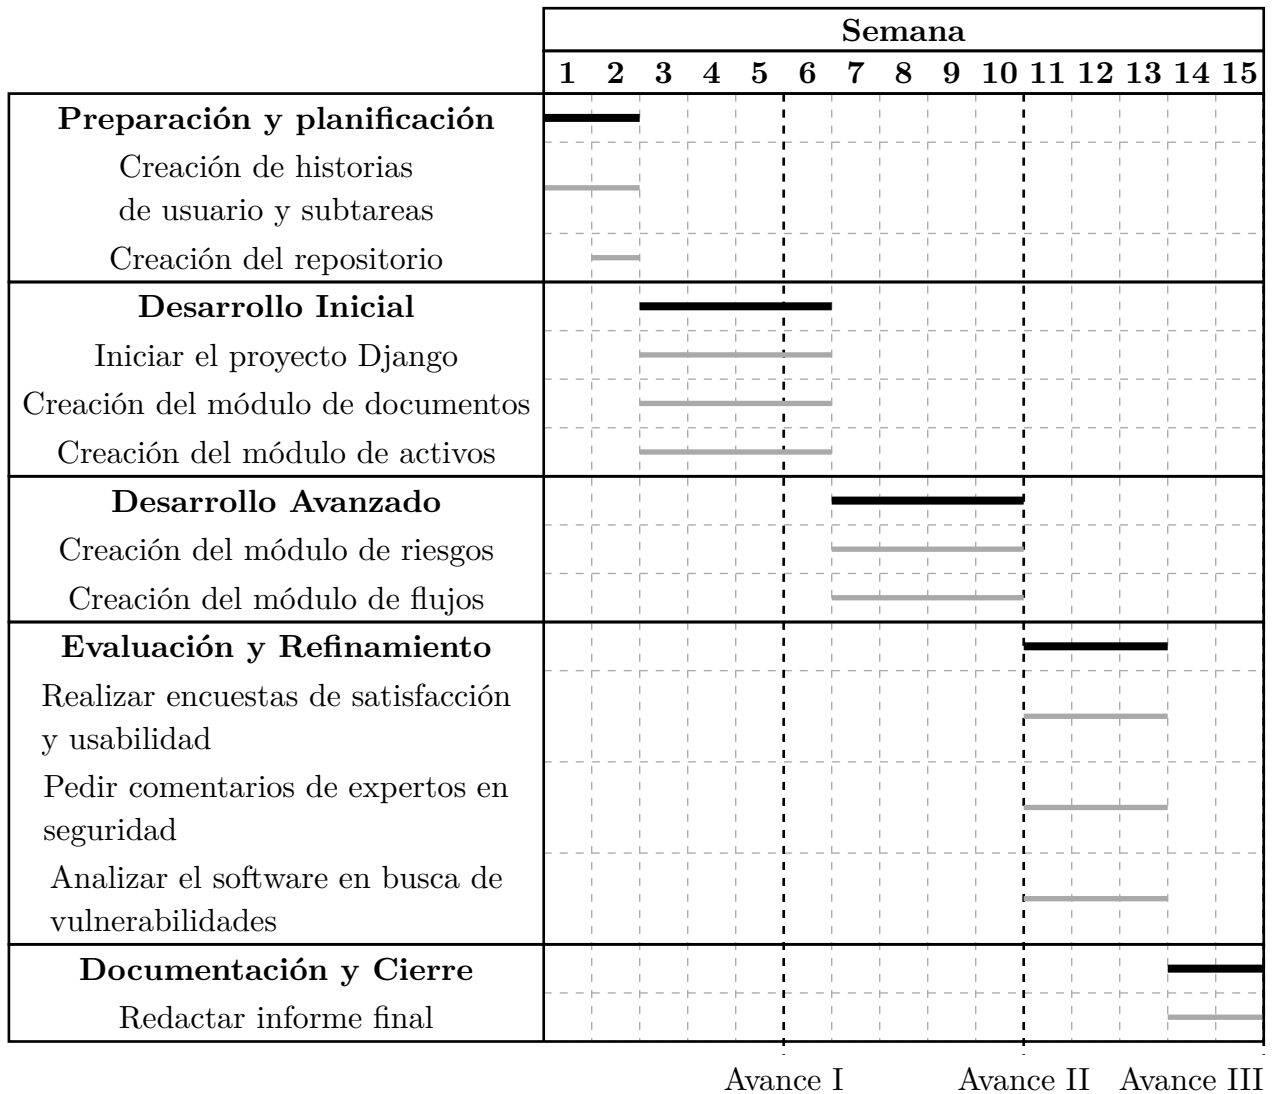 Semana
1 2 3 4 5 6 7 8 9 10 11 12 13 14 15
Preparación y planificación
Creación de historias
de usuario y subtareas
Creación del repositorio
Desarrollo Inicial
Iniciar el proyecto Django
Creación del módulo de documentos
Creación del módulo de activos
Desarrollo Avanzado
Creación del módulo de riesgos
Creación del módulo de flujos
Evaluación y Refinamiento
Realizar encuestas de satisfacción
y usabilidad
Pedir comentarios de expertos en
seguridad
Analizar el software en busca de
vulnerabilidades
Documentación y Cierre
Redactar informe final
Avance I Avance II Avance III